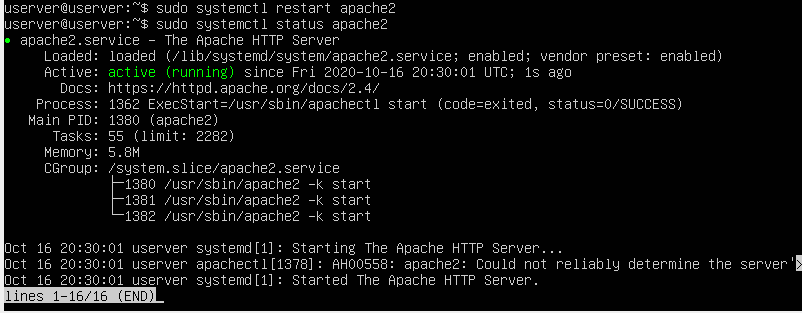 userver@userver:~$ sudo systemctl restart apache2
userver@userver:~$ sudo systemctl status apache2
● apache2.service – The Apache HTTP Server
Loaded: loaded (/lib/systemd/system/apache2.service; enabled; vendor preset: enabled)
Active: active (running) since Fri 2020-10-16 20:30:01 UTC; 1s ago
Docs: https://httpd.apache.org/docs/2.4/
Process: 1362 ExecStart=/usr/sbin/apachectl start (code=exited, status=0/SUCCESS)
Main PID: 1380 (apache2)
Tasks: 55 (limit: 2282)
Memory: 5.8M
CGroup: /system.slice/apache2.service
├─1380 /usr/sbin/apache2 -k start
├─1381 /usr/sbin/apache2 -k start
└─1382 /usr/sbin/apache2 -k start
Oct 16 20:30:01 userver systemd[1]: Starting The Apache HTTP Server...
Oct 16 20:30:01 userver apachectl[1378]: AH00558: apache2: Could not reliably determine the server'>
Oct 16 20:30:01 userver systemd[1]: Started The Apache HTTP Server.
lines 1-16/16 (END)